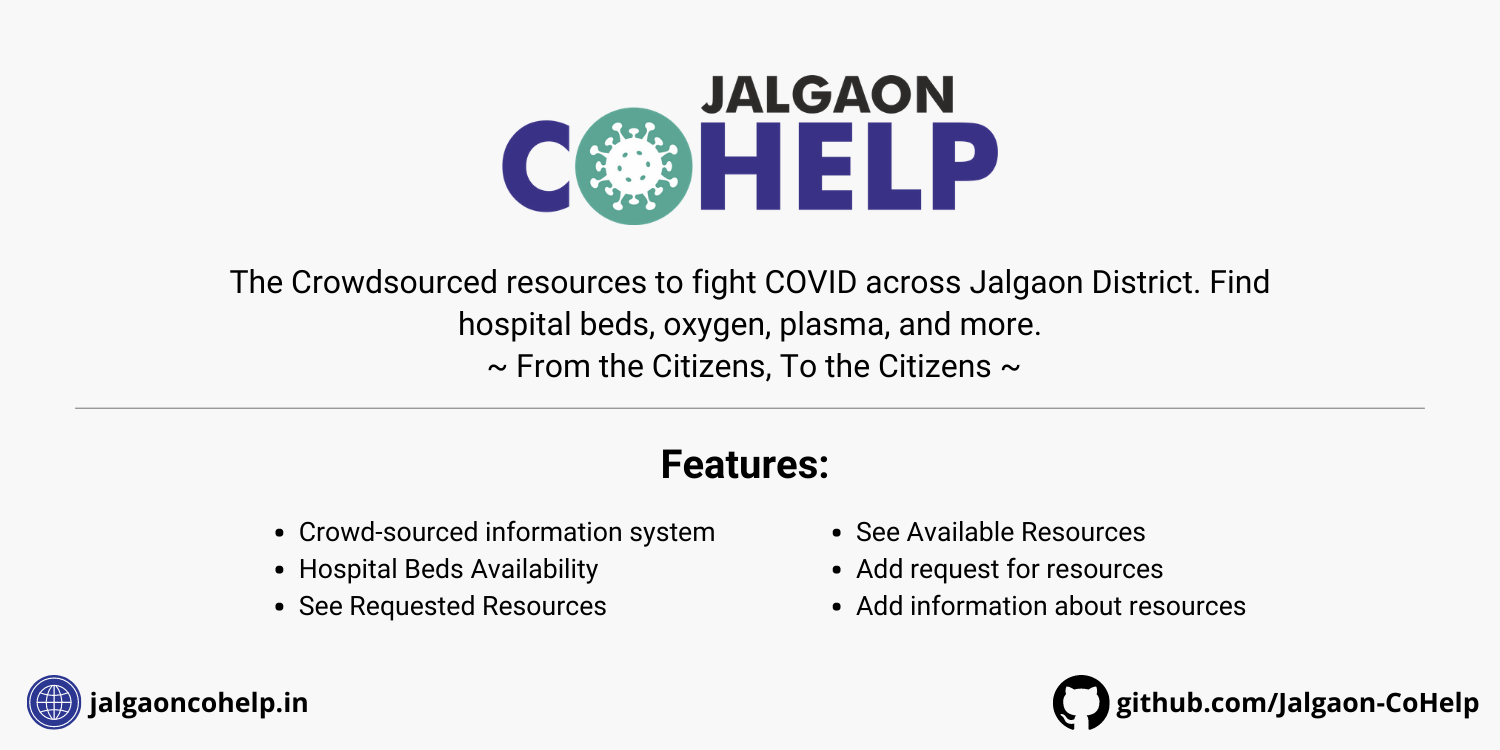 JALGAON
COHELP
The Crowdsourced resources to fight COVID across Jalgaon District. Find
hospital beds, oxygen, plasma, and more.
~ From the Citizens, To the Citizens ~
Features:
• Crowd-sourced information system
• Hospital Beds Availability
• See Requested Resources
• See Available Resources
• Add request for resources
• Add information about resources
jalgaoncohelp.in
github.com/Jalgaon-CoHelp